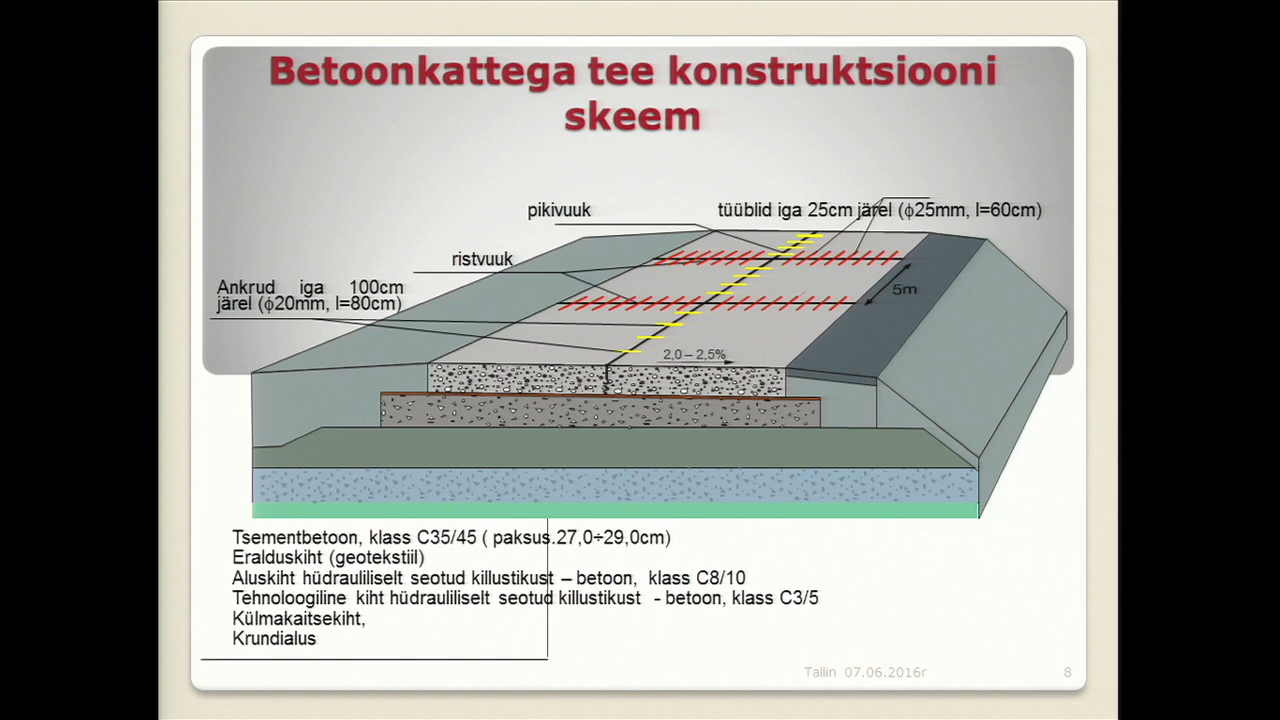 Betoonkattega tee konstruktsiooni
skeem
pikivuuk
tüüblid iga 25cm järel (ϕ25mm, l=60cm)
ristvuuk
Ankrud iga 100cm
järel (ϕ20mm, l=80cm)
5m
2,0 – 2,5%
Tsementbetoon, klass C35/45 ( paksus.27,0÷29,0cm)
Eralduskiht (geotekstiil)
Aluskiht hüdrauliliselt seotud killustikust – betoon, klass C8/10
Tehnoloogiline kiht hüdrauliliselt seotud killustikust - betoon, klass C3/5
Külmakaitsekiht,
Krundialus
Tallin 07.06.2016r
8